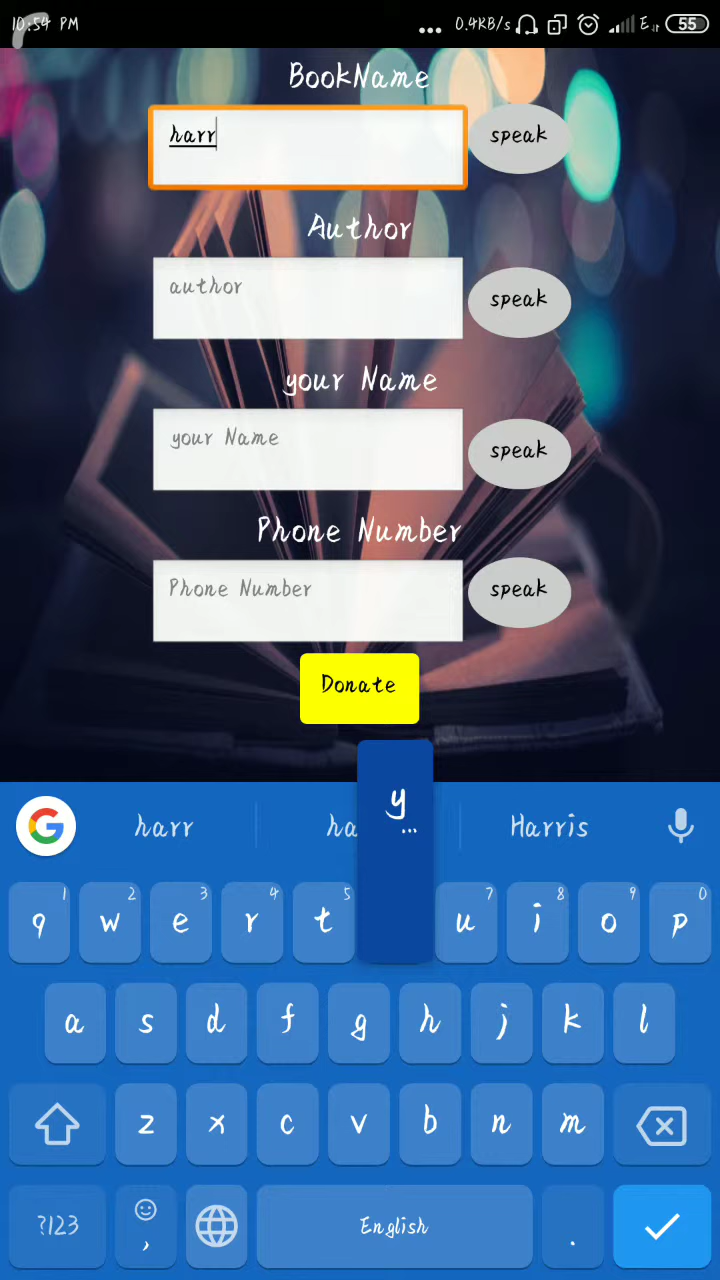 10:54 PM ... 0.4KB/s E 55
BookName
harr
speak
Author
author
speak
your Name
your Name
speak
Phone Number
Phone Number
speak
Donate
harr ha Harris
y
...
1 2 3 4 5 7 8 9 0
q w e r t u i o p
a s d f g h j k l
z x c v b n m
?123 , English .